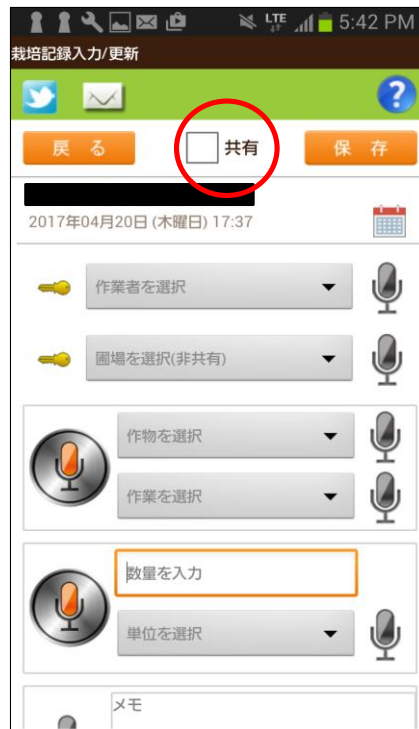 LTE 5:42 PM
栽培記録入力/更新
?
戻 る 共有 保 存
2017年04月20日 (木曜日) 17:37
作業者を選択
圃場を選択(非共有)
作物を選択
作業を選択
数量を入力
単位を選択
メモ